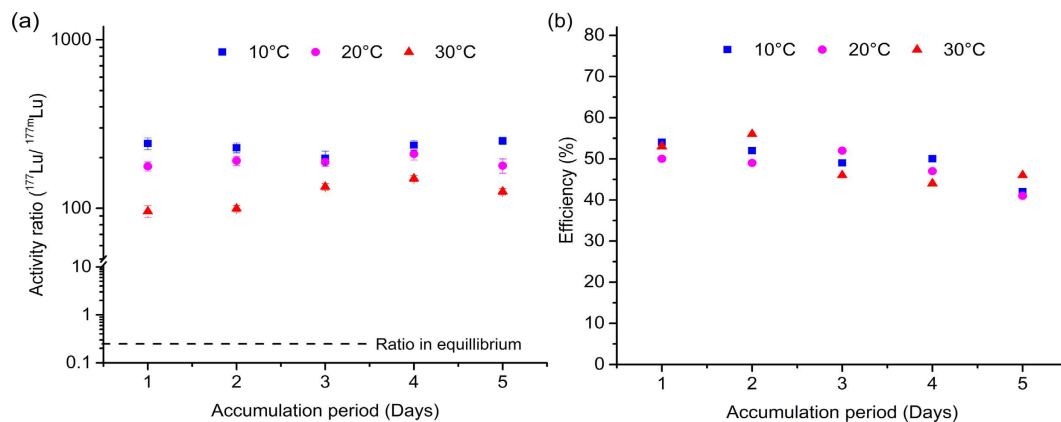 (a)
1000
10°C 20°C 30°C
100
10
1
0.1
Activity ratio (¹⁷⁷Lu/ ¹⁷⁷ᵐLu)
Ratio in equillibrium
1 2 3 4 5
Accumulation period (Days)
(b)
80
70
60
50
40
30
20
10
0
10°C 20°C 30°C
Efficiency (%)
1 2 3 4 5
Accumulation period (Days)